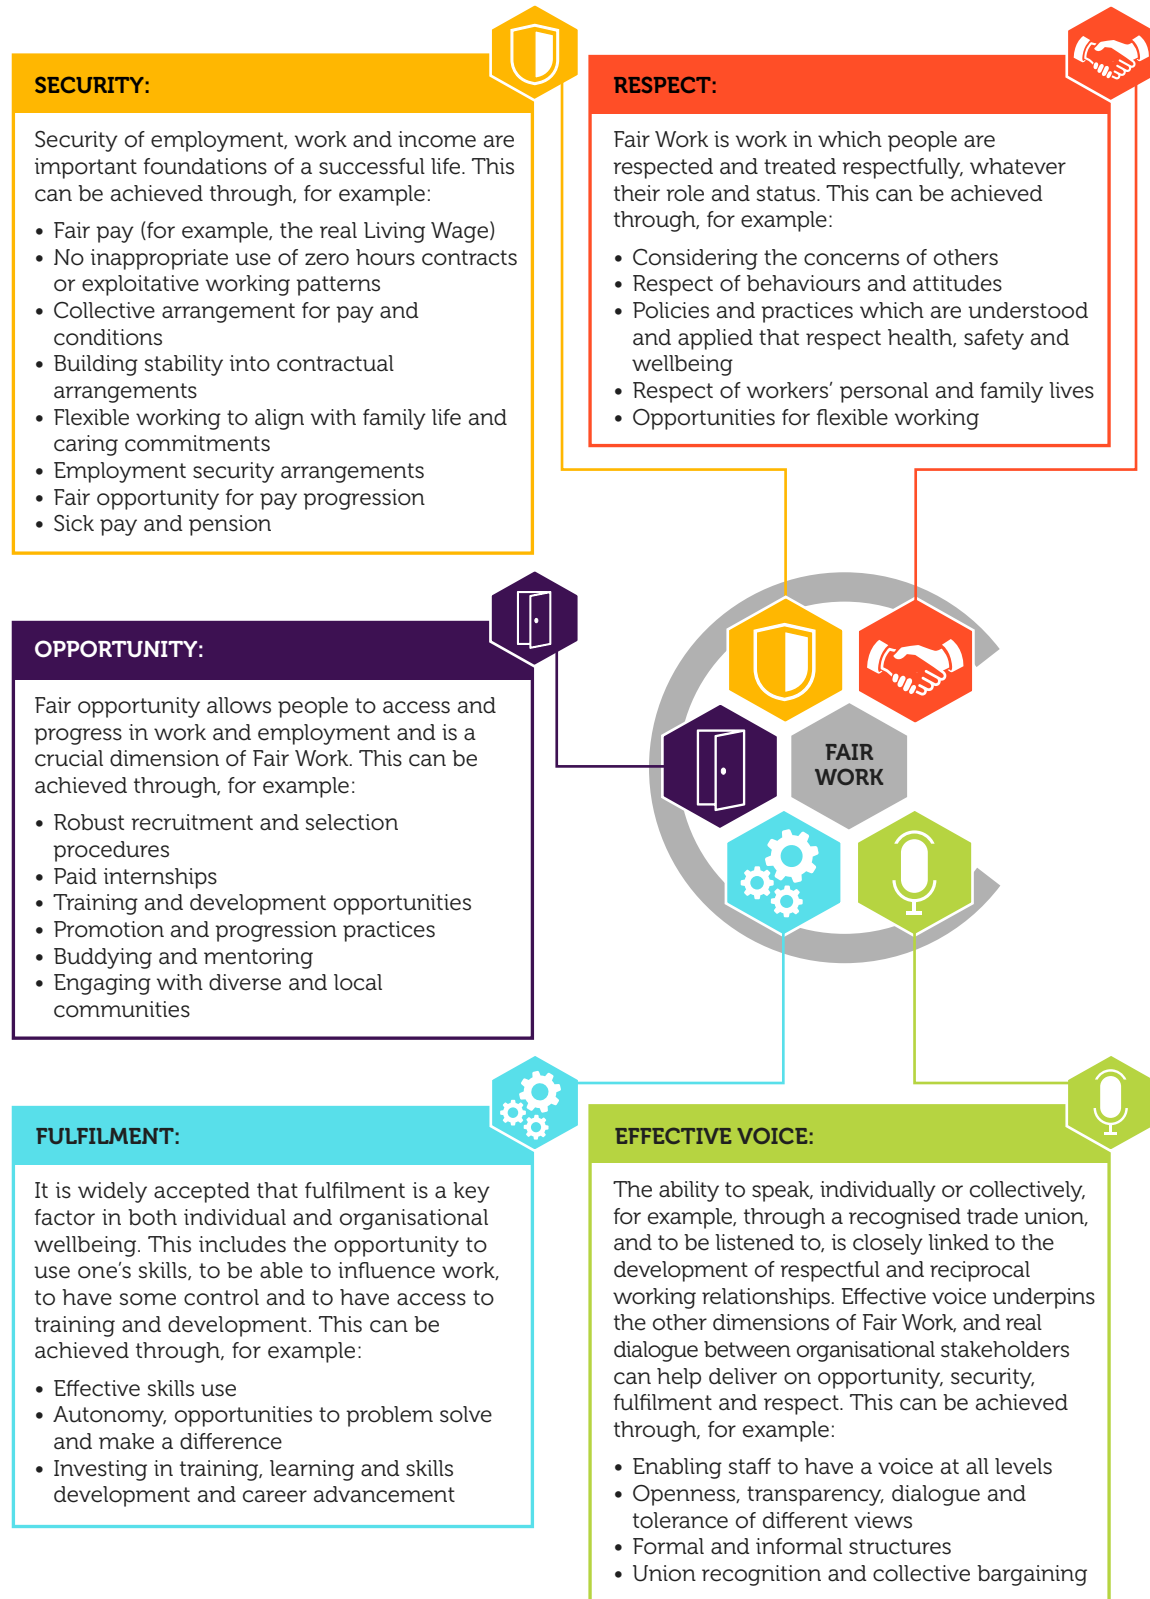 SECURITY:
Security of employment, work and income are
important foundations of a successful life. This
can be achieved through, for example:
• Fair pay (for example, the real Living Wage)
• No inappropriate use of zero hours contracts
or exploitative working patterns
• Collective arrangement for pay and
conditions
• Building stability into contractual
arrangements
• Flexible working to align with family life and
caring commitments
• Employment security arrangements
• Fair opportunity for pay progression
• Sick pay and pension
RESPECT:
Fair Work is work in which people are
respected and treated respectfully, whatever
their role and status. This can be achieved
through, for example:
• Considering the concerns of others
• Respect of behaviours and attitudes
• Policies and practices which are understood
and applied that respect health, safety and
wellbeing
• Respect of workers’ personal and family lives
• Opportunities for flexible working
OPPORTUNITY:
Fair opportunity allows people to access and
progress in work and employment and is a
crucial dimension of Fair Work. This can be
achieved through, for example:
• Robust recruitment and selection
procedures
• Paid internships
• Training and development opportunities
• Promotion and progression practices
• Buddying and mentoring
• Engaging with diverse and local
communities
FAIR
WORK
FULFILMENT:
It is widely accepted that fulfilment is a key
factor in both individual and organisational
wellbeing. This includes the opportunity to
use one’s skills, to be able to influence work,
to have some control and to have access to
training and development. This can be
achieved through, for example:
• Effective skills use
• Autonomy, opportunities to problem solve
and make a difference
• Investing in training, learning and skills
development and career advancement
EFFECTIVE VOICE:
The ability to speak, individually or collectively,
for example, through a recognised trade union,
and to be listened to, is closely linked to the
development of respectful and reciprocal
working relationships. Effective voice underpins
the other dimensions of Fair Work, and real
dialogue between organisational stakeholders
can help deliver on opportunity, security,
fulfilment and respect. This can be achieved
through, for example:
• Enabling staff to have a voice at all levels
• Openness, transparency, dialogue and
tolerance of different views
• Formal and informal structures
• Union recognition and collective bargaining